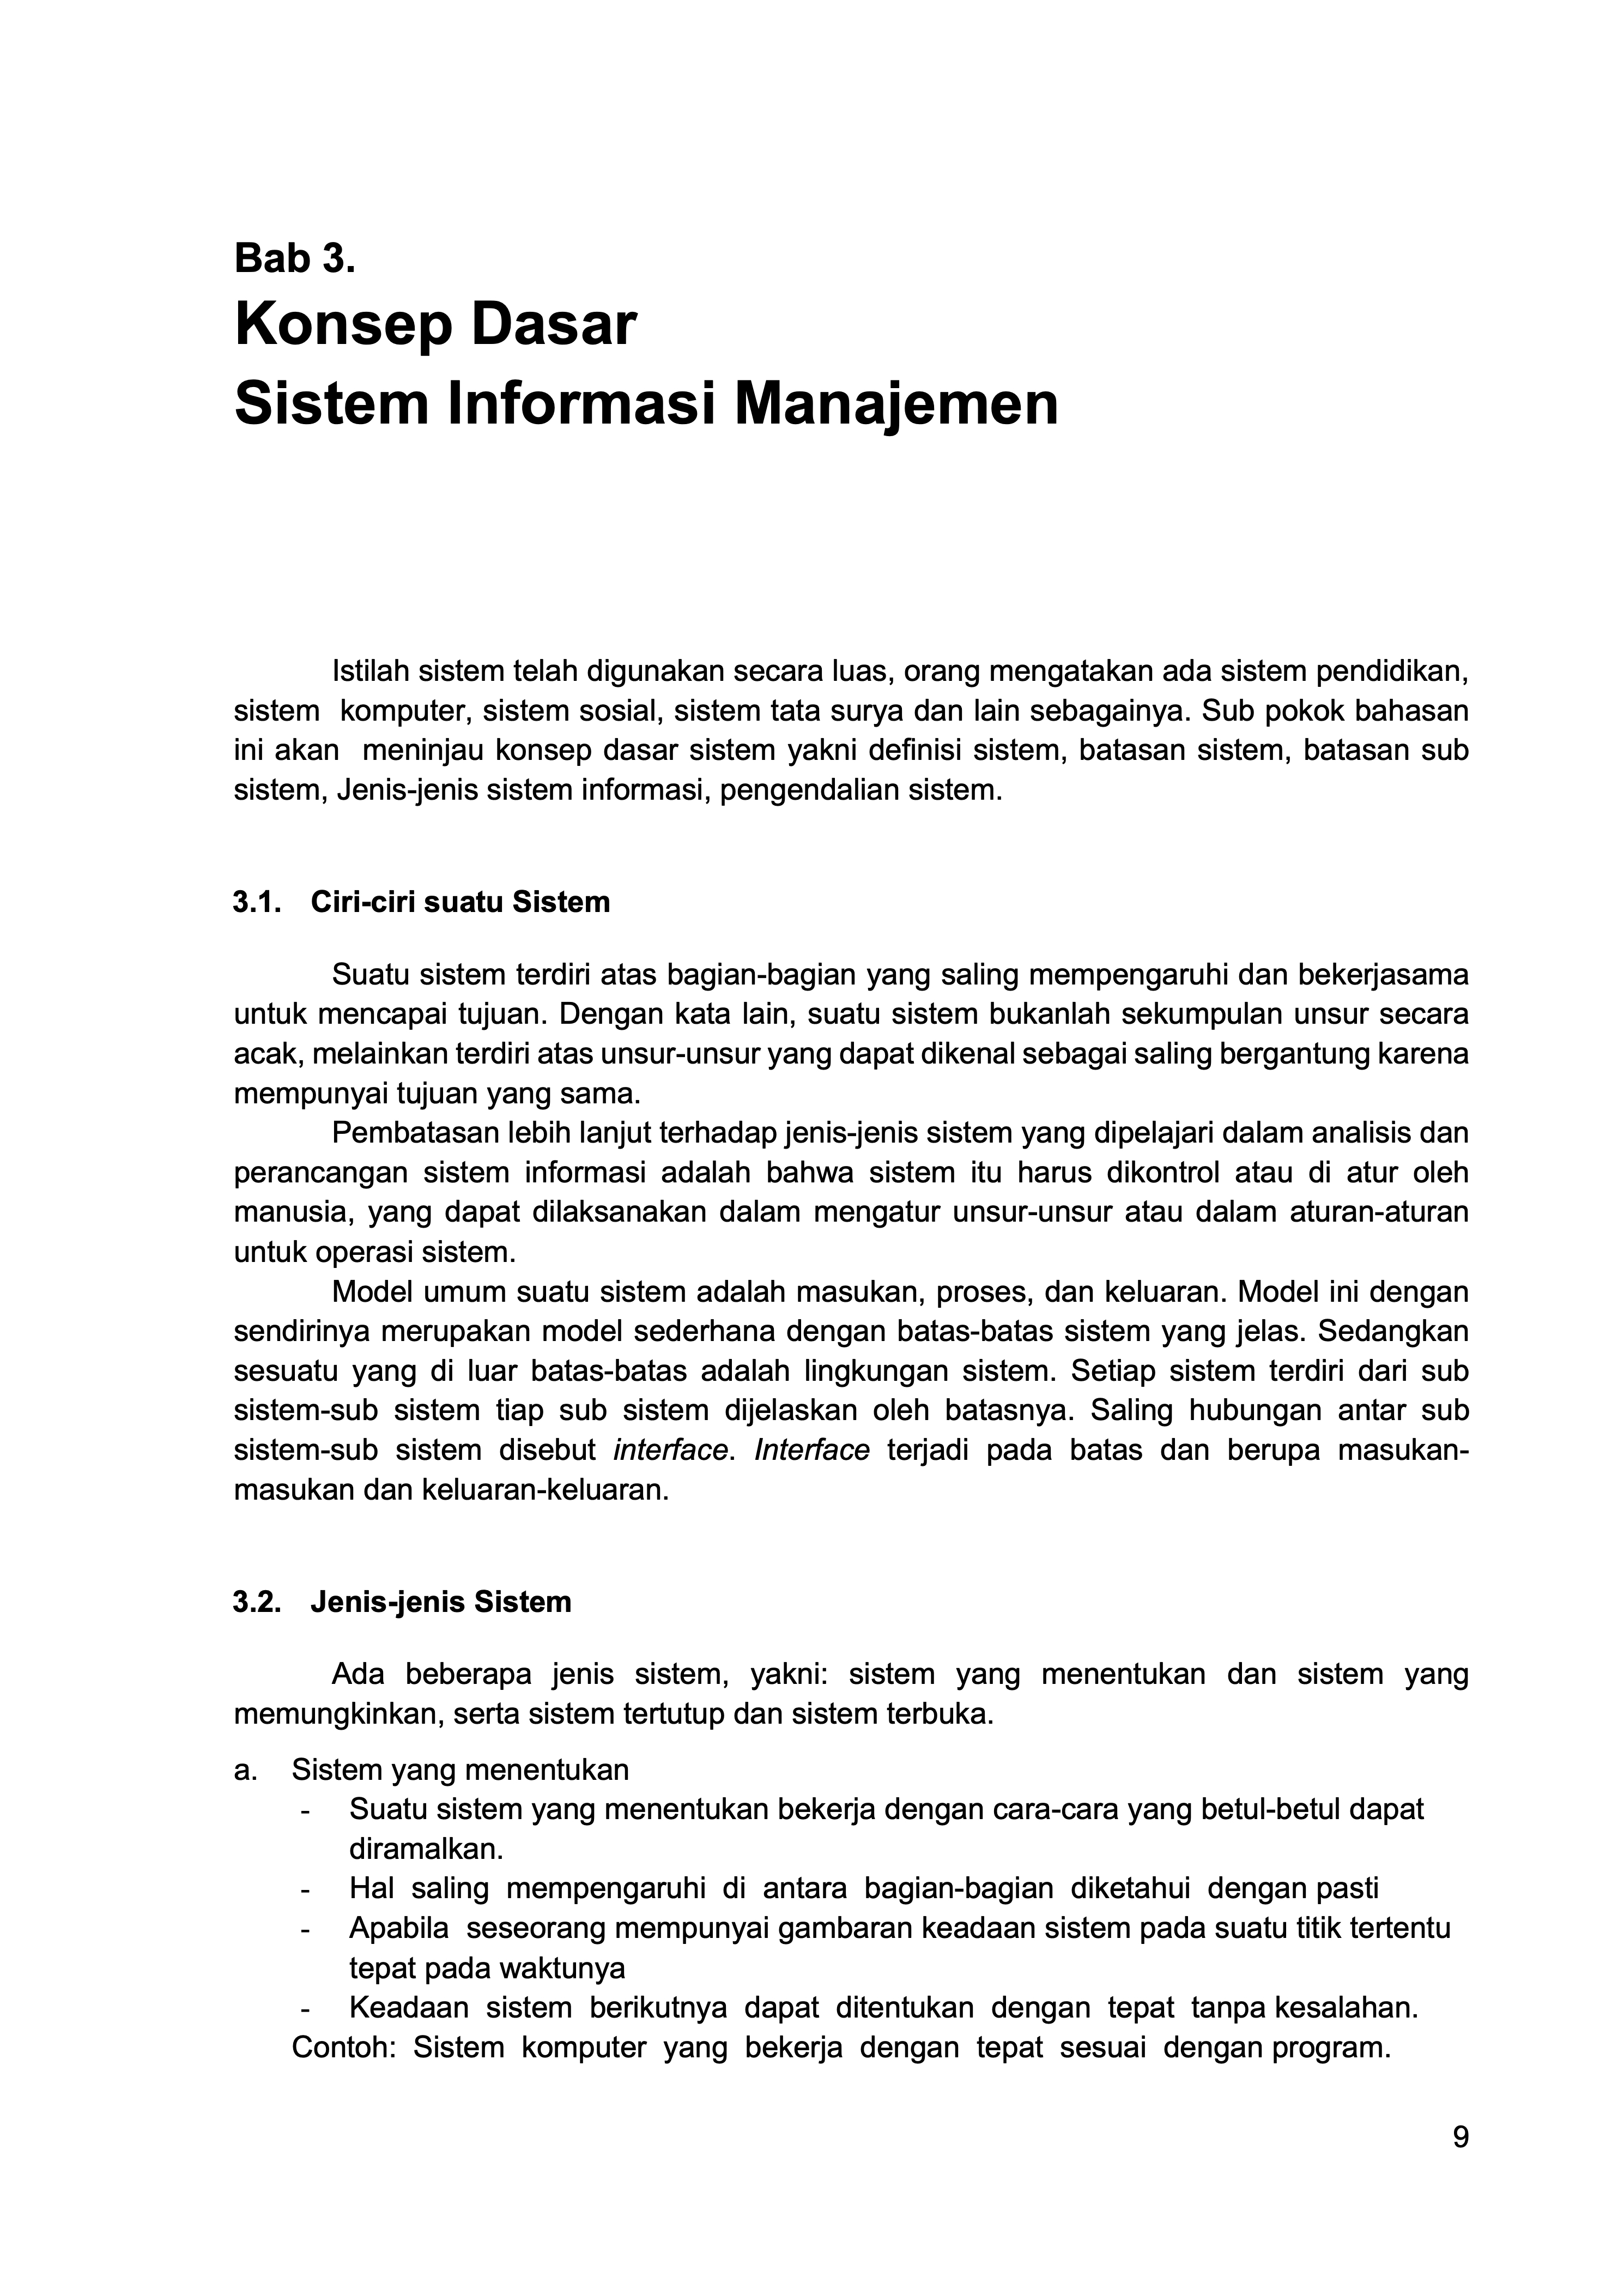 Bab 3.
Konsep Dasar
Sistem Informasi Manajemen
Istilah sistem telah digunakan secara luas, orang mengatakan ada sistem pendidikan,
sistem komputer, sistem sosial, sistem tata surya dan lain sebagainya. Sub pokok bahasan
ini akan meninjau konsep dasar sistem yakni definisi sistem, batasan sistem, batasan sub
sistem, Jenis-jenis sistem informasi, pengendalian sistem.
3.1. Ciri-ciri suatu Sistem
Suatu sistem terdiri atas bagian-bagian yang saling mempengaruhi dan bekerjasama
untuk mencapai tujuan. Dengan kata lain, suatu sistem bukanlah sekumpulan unsur secara
acak, melainkan terdiri atas unsur-unsur yang dapat dikenal sebagai saling bergantung karena
mempunyai tujuan yang sama.
Pembatasan lebih lanjut terhadap jenis-jenis sistem yang dipelajari dalam analisis dan
perancangan sistem informasi adalah bahwa sistem itu harus dikontrol atau di atur oleh
manusia, yang dapat dilaksanakan dalam mengatur unsur-unsur atau dalam aturan-aturan
untuk operasi sistem.
Model umum suatu sistem adalah masukan, proses, dan keluaran. Model ini dengan
sendirinya merupakan model sederhana dengan batas-batas sistem yang jelas. Sedangkan
sesuatu yang di luar batas-batas adalah lingkungan sistem. Setiap sistem terdiri dari sub
sistem-sub sistem tiap sub sistem dijelaskan oleh batasnya. Saling hubungan antar sub
sistem-sub sistem disebut interface. Interface terjadi pada batas dan berupa masukan-
masukan dan keluaran-keluaran.
3.2. Jenis-jenis Sistem
Ada beberapa jenis sistem, yakni: sistem yang menentukan dan sistem yang
memungkinkan, serta sistem tertutup dan sistem terbuka.
a. Sistem yang menentukan
- Suatu sistem yang menentukan bekerja dengan cara-cara yang betul-betul dapat
diramalkan.
- Hal saling mempengaruhi di antara bagian-bagian diketahui dengan pasti
- Apabila seseorang mempunyai gambaran keadaan sistem pada suatu titik tertentu
tepat pada waktunya
- Keadaan sistem berikutnya dapat ditentukan dengan tepat tanpa kesalahan.
Contoh: Sistem komputer yang bekerja dengan tepat sesuai dengan program.
9